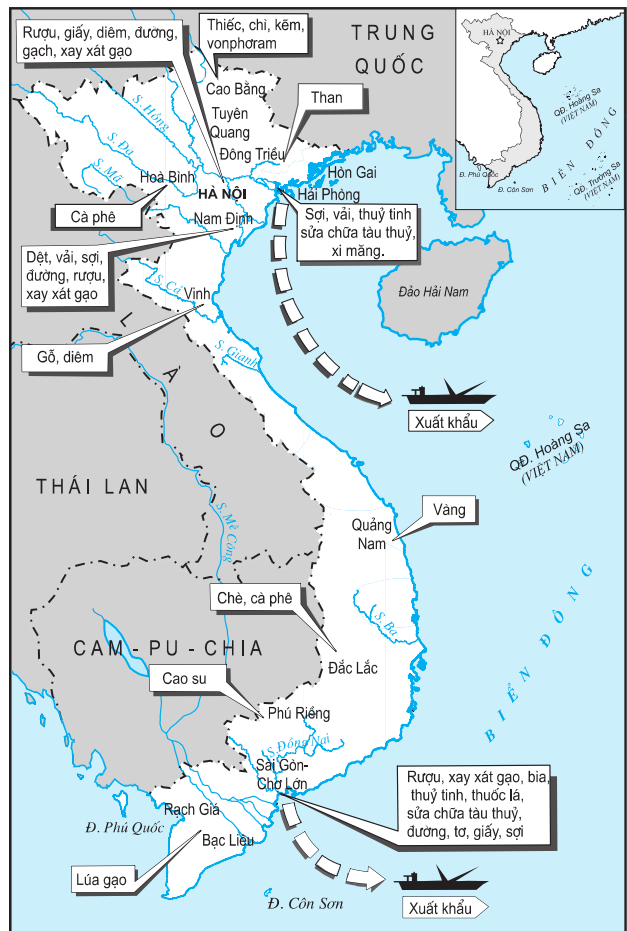 Rượu, giấy, diêm, đường,
gạch, xay xát gạo
Thiếc, chì, kẽm,
vonphơram
TRUNG
QUỐC
HÀ NỘI
QĐ. Hoàng Sa
(VIỆT NAM)
BIỂN ĐÔNG
Đ. Phú Quốc
Đ. Côn Sơn
QĐ. Trường Sa
(VIỆT NAM)
Cao Bằng
Tuyên
Quang
Than
Đông Triều
S. Hồng
S. Đà
S. Mã
Hoà Bình
Hòn Gai
HÀ NỘI
Hải Phòng
Cà phê
Nam Định
Sợi, vải, thuỷ tinh
sửa chữa tàu thuỷ,
xi măng.
Dệt, vải, sợi,
đường, rượu,
xay xát gạo
S. Cả
Vinh
Đảo Hải Nam
Gỗ, diêm
LÀO
S. Gianh
Xuất khẩu
QĐ. Hoàng Sa
(VIỆT NAM)
THÁI LAN
S. Mê Công
Vàng
Quảng
Nam
Chè, cà phê
S. Ba
BIỂN ĐÔNG
CAM - PU - CHIA
Đắc Lắc
Cao su
Phú Riềng
S. Đồng Nai
Sài Gòn-
Chợ Lớn
Rượu, xay xát gạo, bia,
thuỷ tinh, thuốc lá,
sửa chữa tàu thuỷ,
đường, tơ, giấy, sợi
Rạch Giá
Đ. Phú Quốc
Bạc Liêu
Lúa gạo
Đ. Côn Sơn
Xuất khẩu